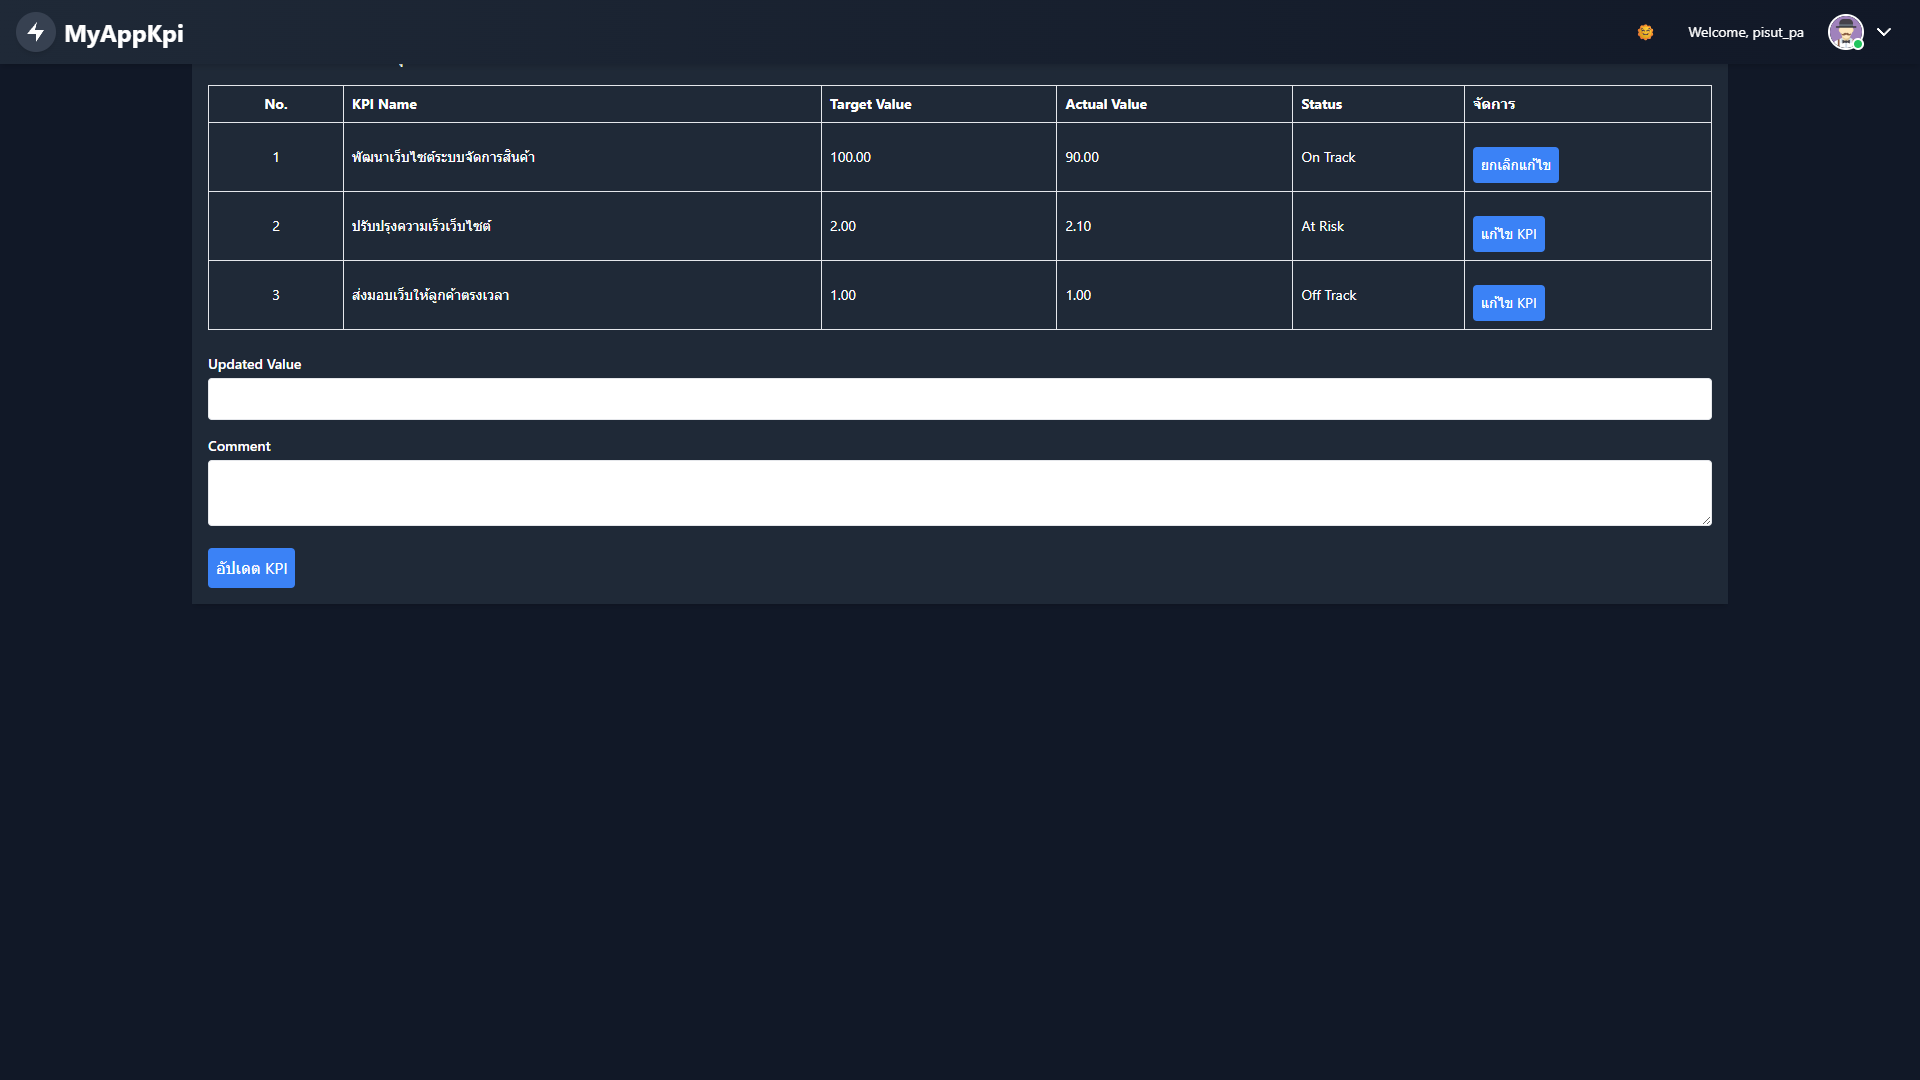 MyAppKpi
Welcome, pisut_pa
No. KPI Name Target Value Actual Value Status จัดการ
1 พัฒนาเว็บไซต์ระบบจัดการสินค้า 100.00 90.00 On Track ยกเลิกแก้ไข
2 ปรับปรุงความเร็วเว็บไซต์ 2.00 2.10 At Risk แก้ไข KPI
3 ส่งมอบเว็บให้ลูกค้าตรงเวลา 1.00 1.00 Off Track แก้ไข KPI
Updated Value
Comment
อัปเดต KPI